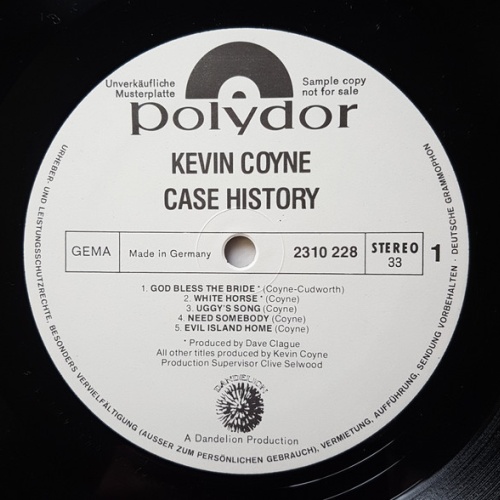 Unverkäufliche Musterplatte
Sample copy not for sale
polydor
KEVIN COYNE
CASE HISTORY
GEMA
Made in Germany
2310 228
STEREO
33
1
1. GOD BLESS THE BRIDE * (Coyne-Cudworth)
2. WHITE HORSE * (Coyne)
3. UGGY'S SONG (Coyne)
4. NEED SOMEBODY (Coyne)
5. EVIL ISLAND HOME (Coyne)
* Produced by Dave Clague
All other titles produced by Kevin Coyne
Production Supervisor Clive Selwood
DANDELION
A Dandelion Production
URHEBER- UND LEISTUNGSSCHUTZRECHTE, BESONDERS VERVIELFÄLTIGUNG (AUSSER ZUM PERSÖNLICHEN GEBRAUCH), VERMIETUNG, AUFFÜHRUNG, SENDUNG VORBEHALTEN · DEUTSCHE GRAMMOPHON